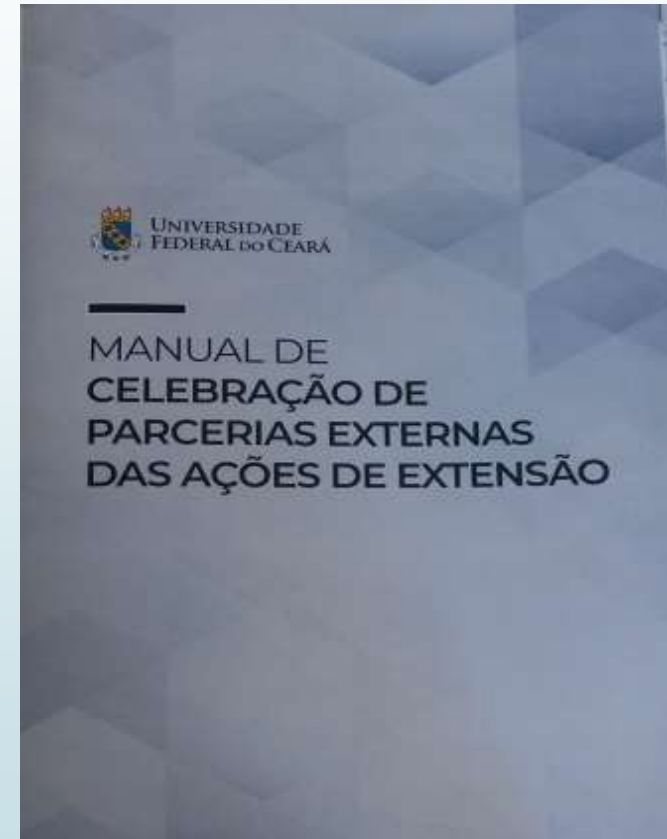 UNIVERSIDADE
FEDERAL DO CEARÁ
MANUAL DE
CELEBRAÇÃO DE
PARCERIAS EXTERNAS
DAS AÇÕES DE EXTENSÃO